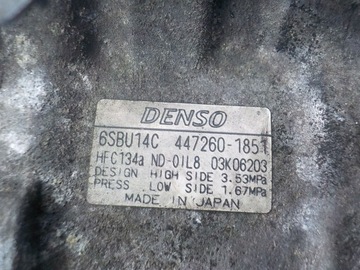 DENSO
6SBU14C 447260-1851
HFC134a ND-OIL8 03K06203
DESIGN HIGH SIDE 3.53MPa
PRESS. LOW SIDE 1.67MPa
MADE IN JAPAN